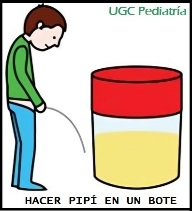 UGC Pediatría
HACER PIPÍ EN UN BOTE